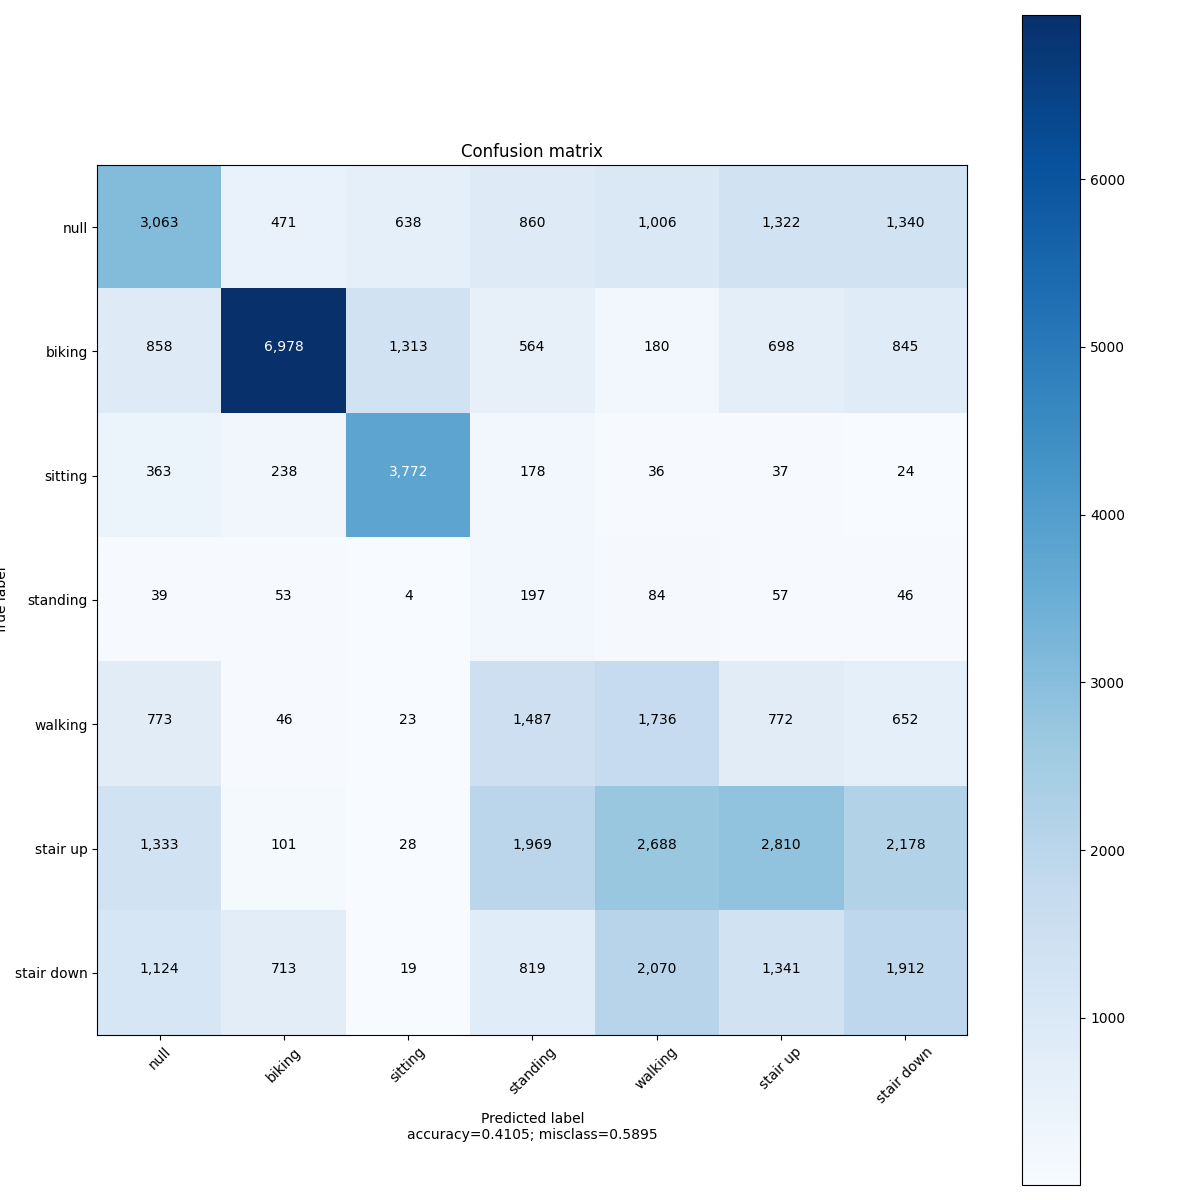 Confusion matrix
null 3,063 471 638 860 1,006 1,322 1,340
biking 858 6,978 1,313 564 180 698 845
sitting 363 238 3,772 178 36 37 24
standing 39 53 4 197 84 57 46
walking 773 46 23 1,487 1,736 772 652
stair up 1,333 101 28 1,969 2,688 2,810 2,178
stair down 1,124 713 19 819 2,070 1,341 1,912
null biking sitting standing walking stair up stair down
Predicted label
accuracy=0.4105; misclass=0.5895
True label
6000
5000
4000
3000
2000
1000